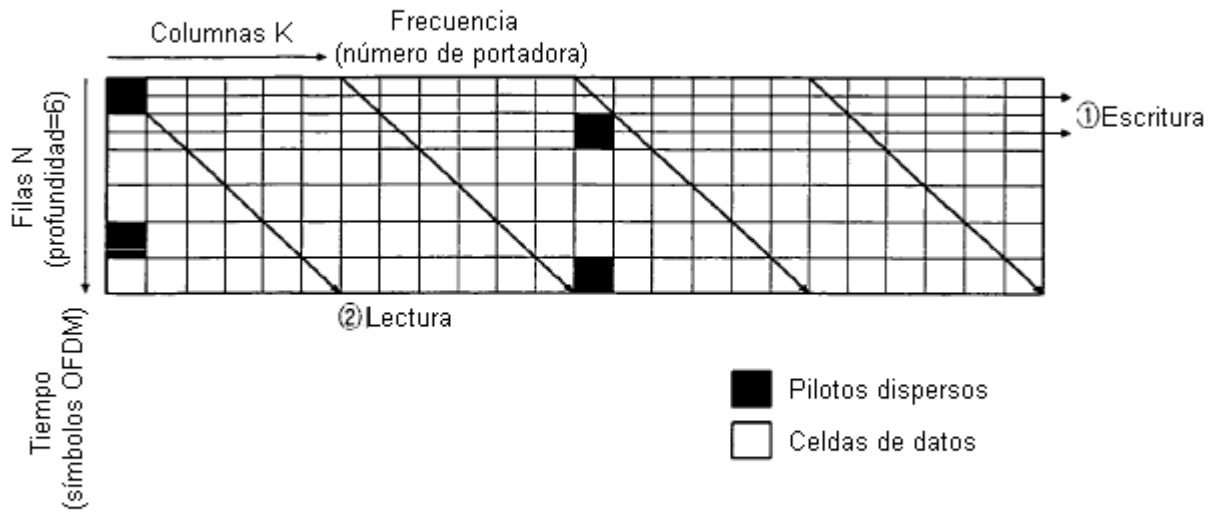 Columnas K
Frecuencia
(número de portadora)
Filas N
(profundidad=6)
①Escritura
②Lectura
Tiempo
(símbolos OFDM)
Pilotos dispersos
Celdas de datos